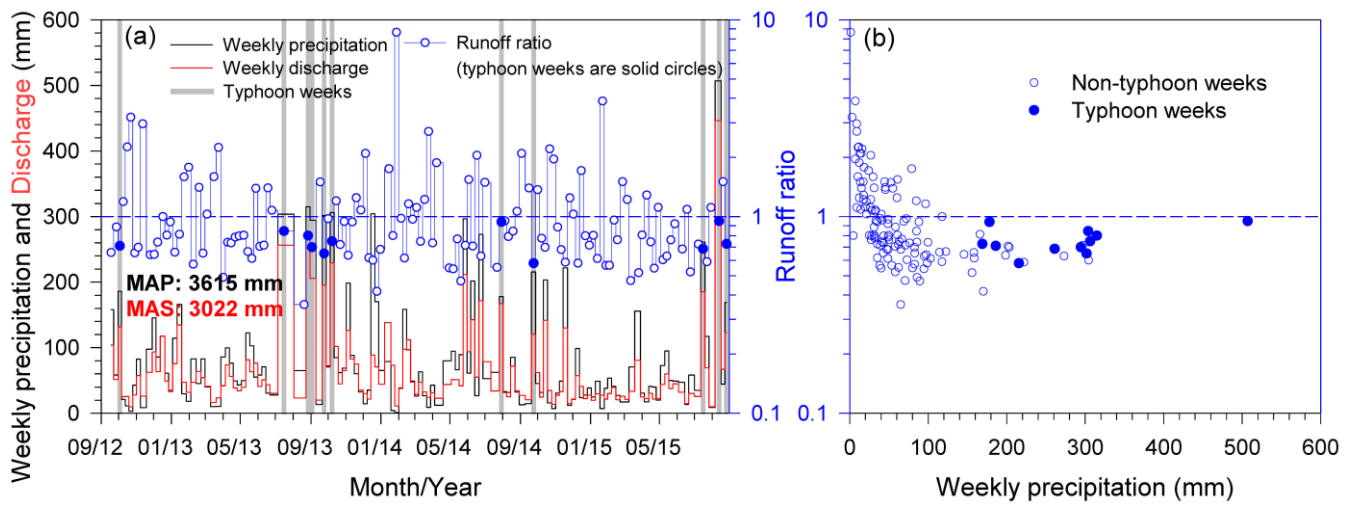 (a)
Weekly precipitation
Weekly discharge
Typhoon weeks
Runoff ratio
(typhoon weeks are solid circles)
MAP: 3615 mm
MAS: 3022 mm
Weekly precipitation and Discharge (mm)
600
500
400
300
200
100
0
09/12 01/13 05/13 09/13 01/14 05/14 09/14 01/15 05/15
Month/Year
10
1
0.1
Runoff ratio
(b)
Non-typhoon weeks
Typhoon weeks
10
1
0.1
0 100 200 300 400 500 600
Weekly precipitation (mm)